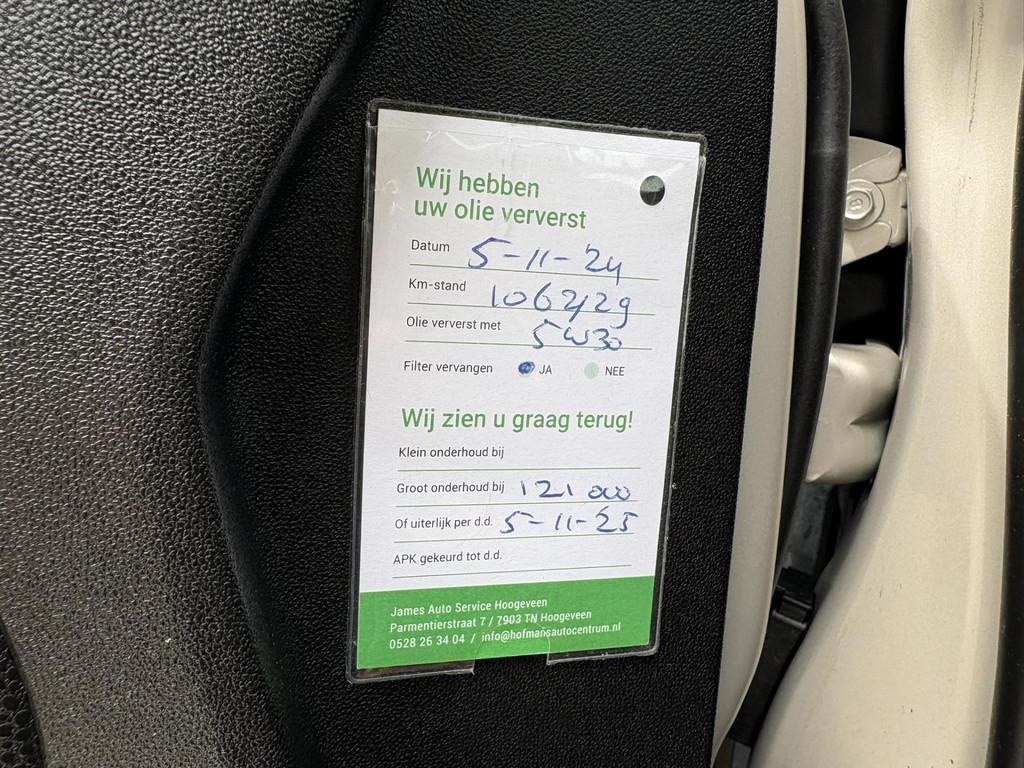 Wij hebben
uw olie ververst
Datum 5-11-'24
Km-stand 106229
Olie ververst met 5W30
Filter vervangen JA NEE
Wij zien u graag terug!
Klein onderhoud bij
Groot onderhoud bij 121 000
Of uiterlijk per d.d. 5-11-25
APK gekeurd tot d.d.
James Auto Service Hoogeveen
Parmentierstraat 7 / 7903 TN Hoogeveen
0528 26 34 04 / info@hofmansautocentrum.nl